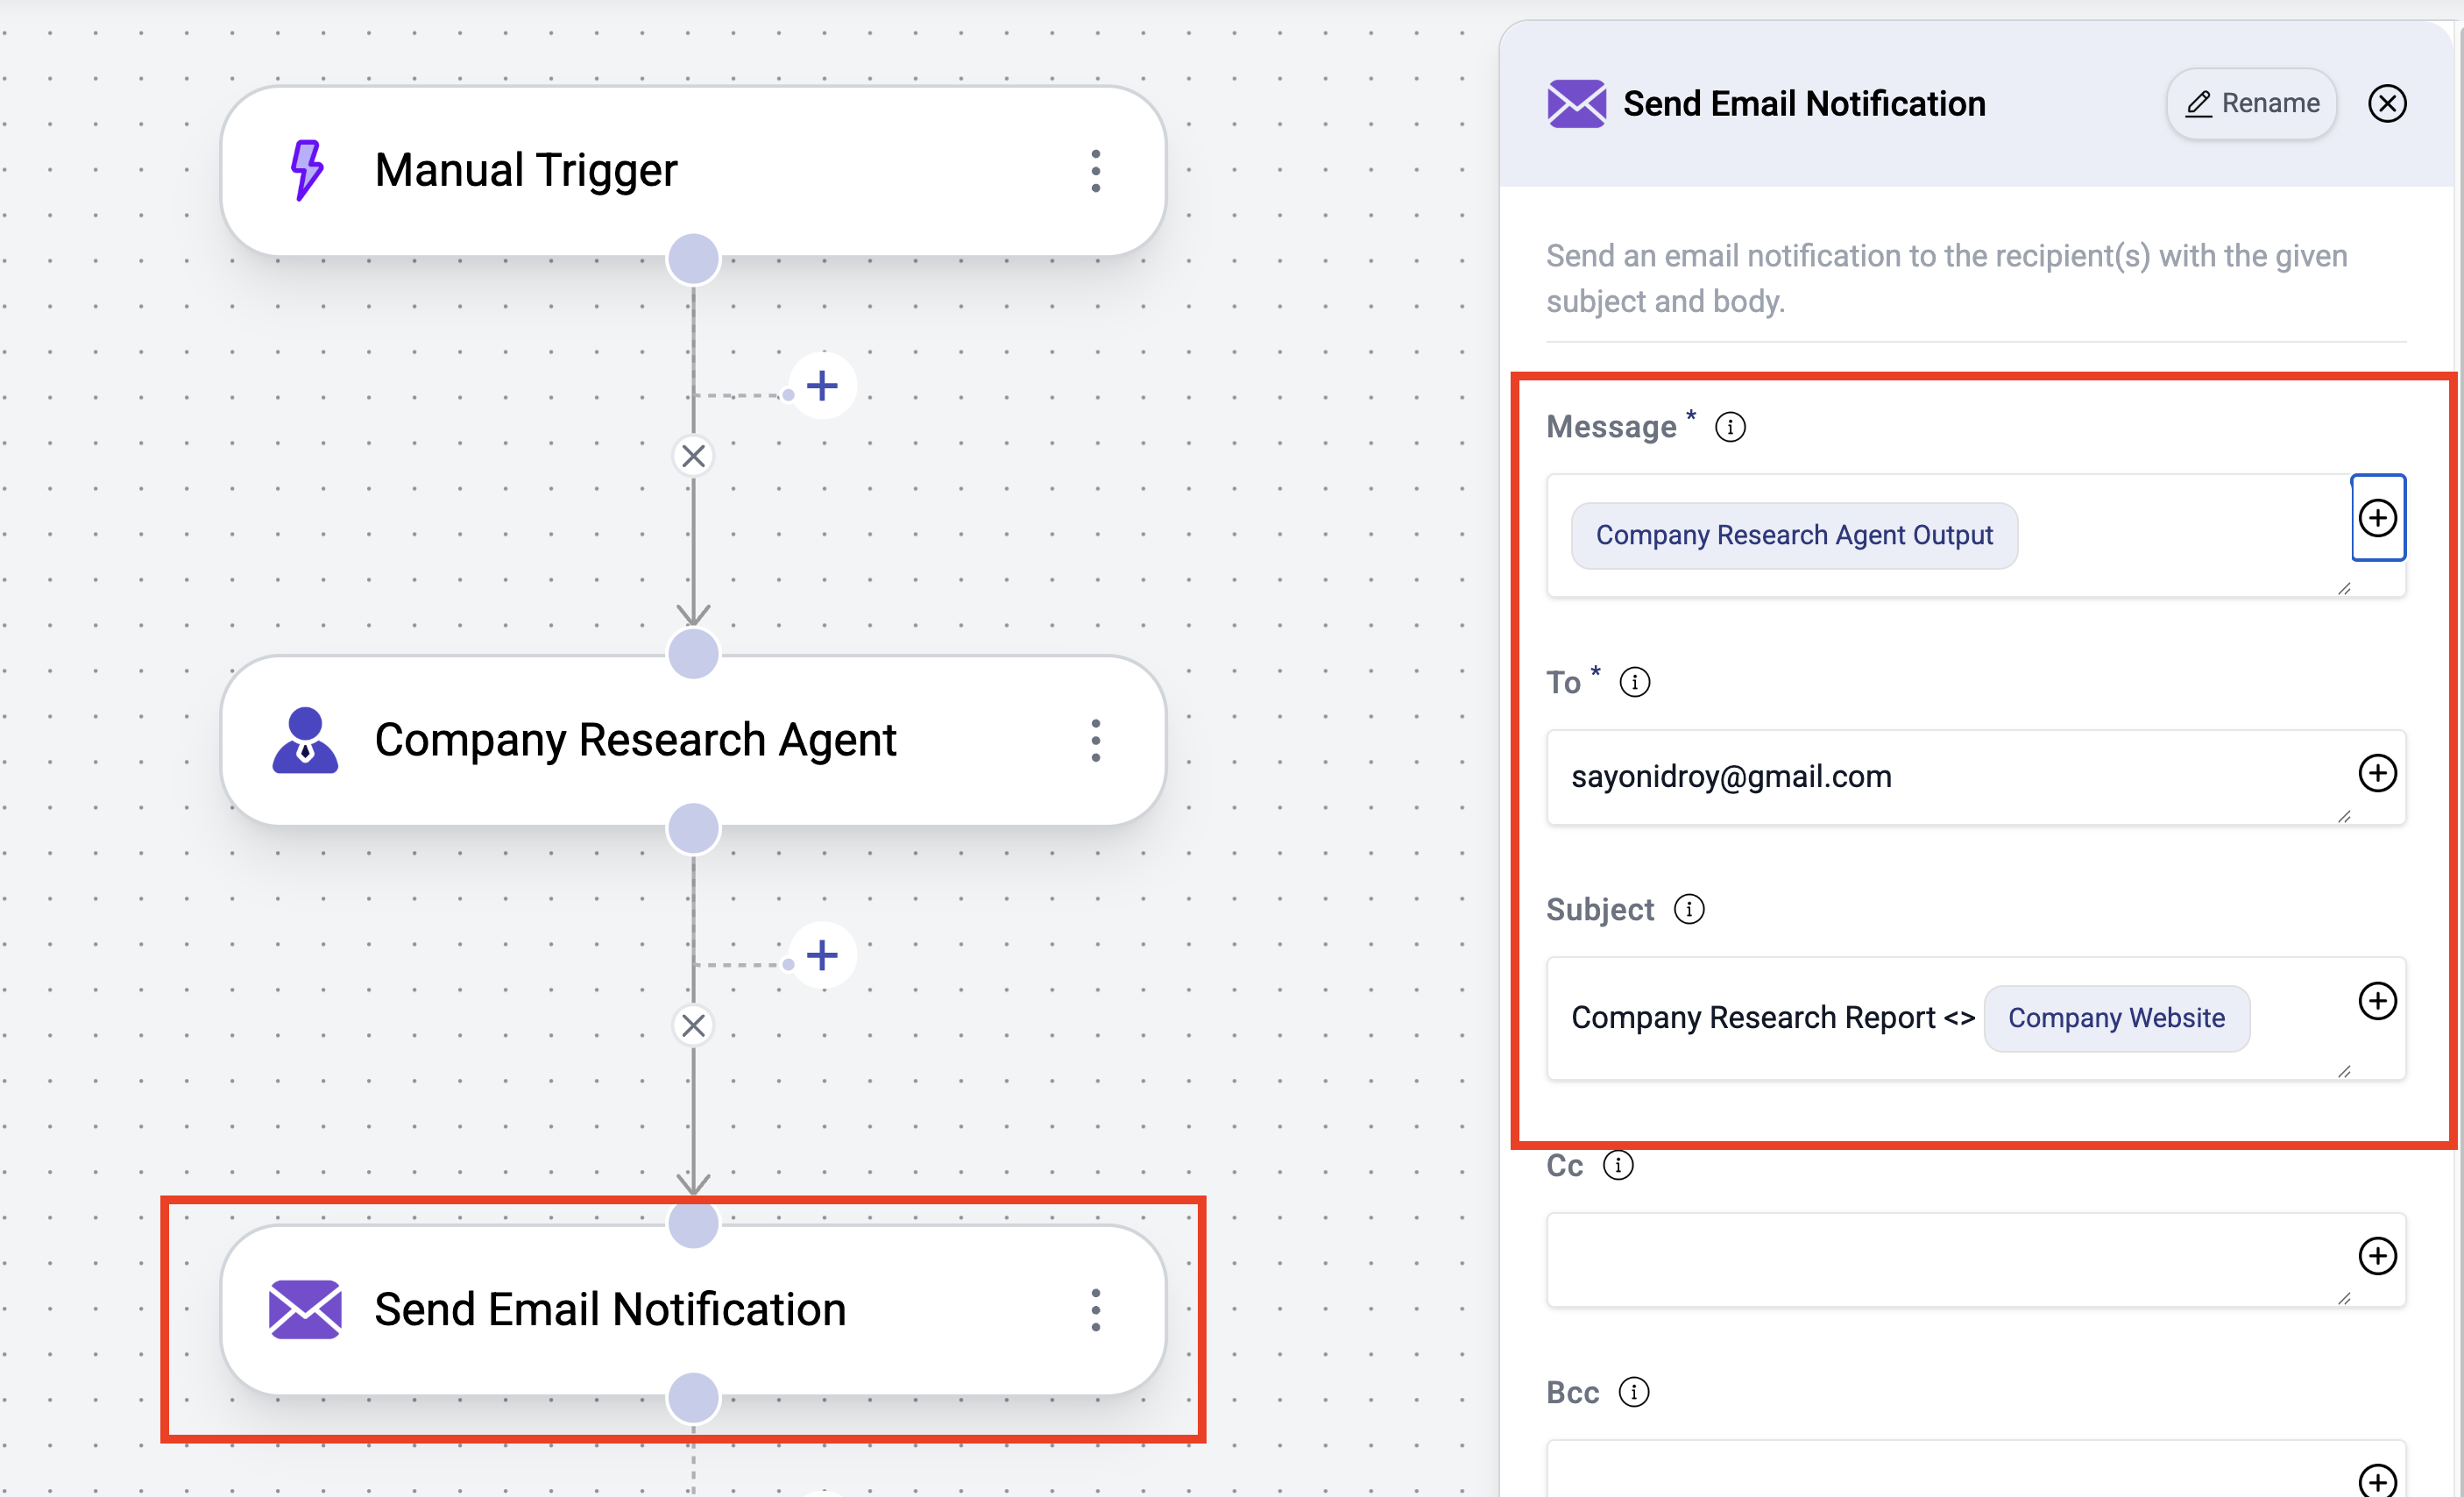 Manual Trigger
Company Research Agent
Send Email Notification
Send Email Notification
Rename
Send an email notification to the recipient(s) with the given
subject and body.
Message *
Company Research Agent Output
To *
sayonidroy@gmail.com
Subject
Company Research Report <> Company Website
Cc
Bcc